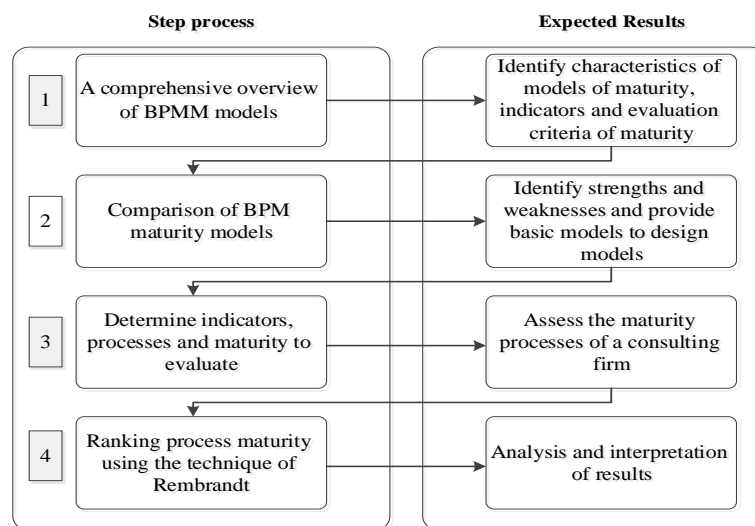 Step process
Expected Results
1
A comprehensive overview
of BPMM models
Identify characteristics of
models of maturity,
indicators and evaluation
criteria of maturity
2
Comparison of BPM
maturity models
Identify strengths and
weaknesses and provide
basic models to design
models
3
Determine indicators,
processes and maturity to
evaluate
Assess the maturity
processes of a consulting
firm
4
Ranking process maturity
using the technique of
Rembrandt
Analysis and interpretation
of results